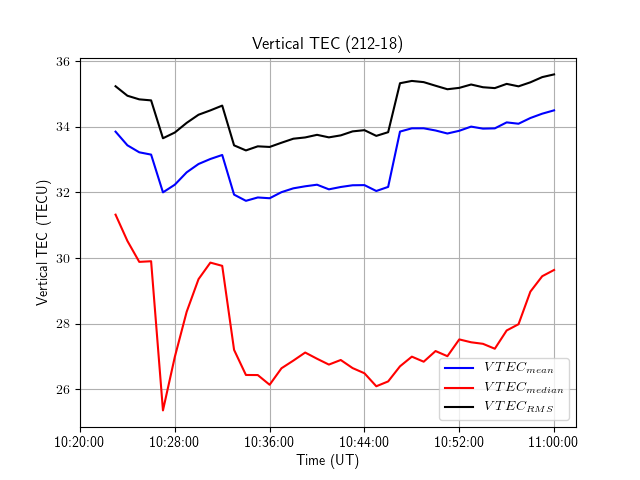 Vertical TEC (212-18)
Vertical TEC (TECU)
36
34
32
30
28
26
10:20:00 10:28:00 10:36:00 10:44:00 10:52:00 11:00:00
Time (UT)
VTEC_mean
VTEC_median
VTEC_RMS